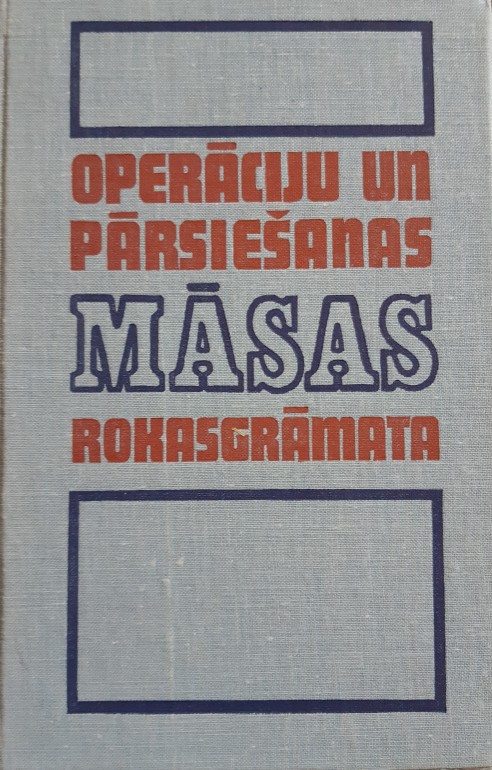 OPERĀCIJU UN
PĀRSIEŠANAS
MĀSAS
ROKASGRĀMATA